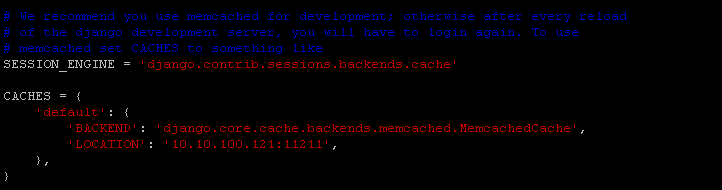 # We recommend you use memcached for development; otherwise after every reload
# of the django development server, you will have to login again. To use
# memcached set CACHES to something like
SESSION_ENGINE = 'django.contrib.sessions.backends.cache'
CACHES = {
    'default': {
        'BACKEND': 'django.core.cache.backends.memcached.MemcachedCache',
        'LOCATION': '10.10.100.121:11211',
    },
}